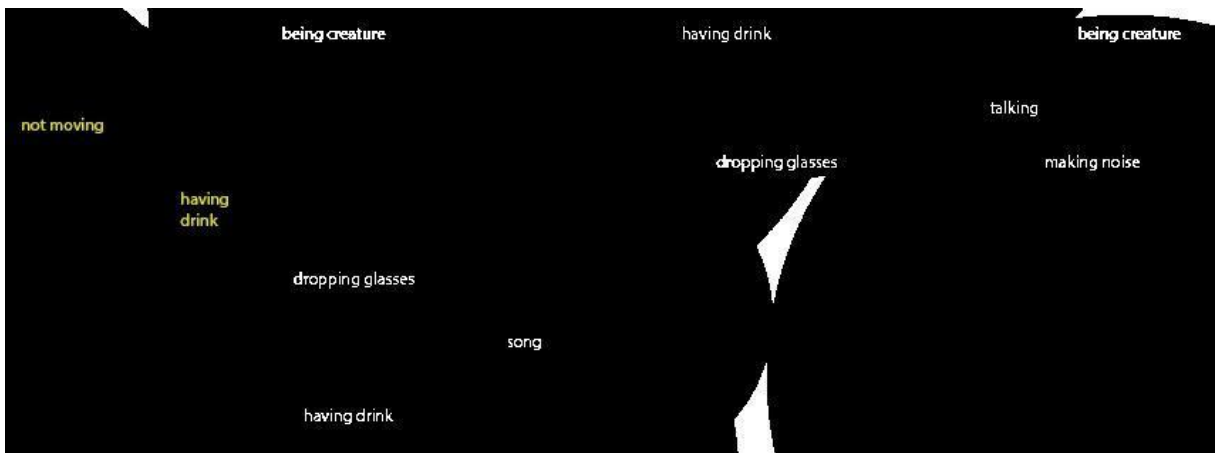 being creature
having drink
being creature
talking
not moving
dropping glasses
making noise
having
drink
dropping glasses
song
having drink